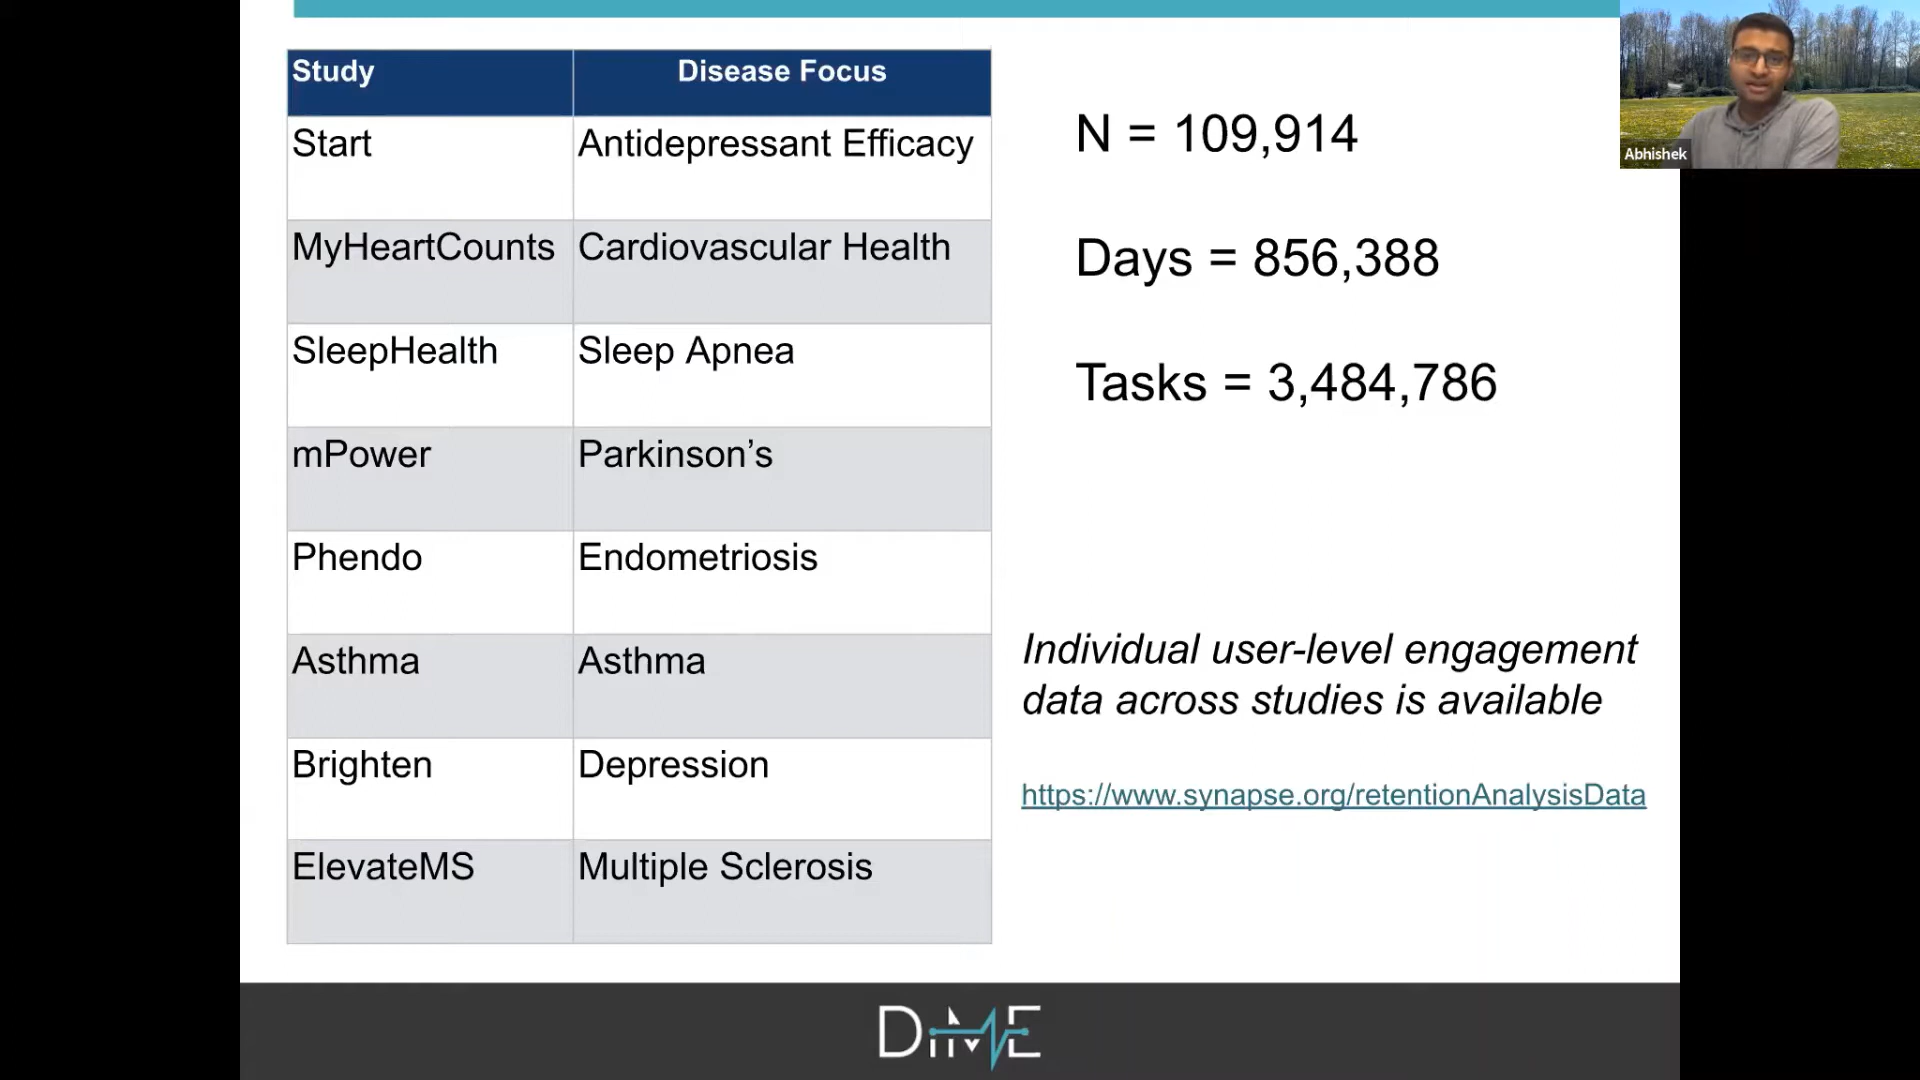 Study Disease Focus
Start Antidepressant Efficacy
MyHeartCounts Cardiovascular Health
SleepHealth Sleep Apnea
mPower Parkinson’s
Phendo Endometriosis
Asthma Asthma
Brighten Depression
ElevateMS Multiple Sclerosis
N = 109,914
Days = 856,388
Tasks = 3,484,786
Individual user-level engagement
data across studies is available
https://www.synapse.org/retentionAnalysisData
Abhishek
DiME